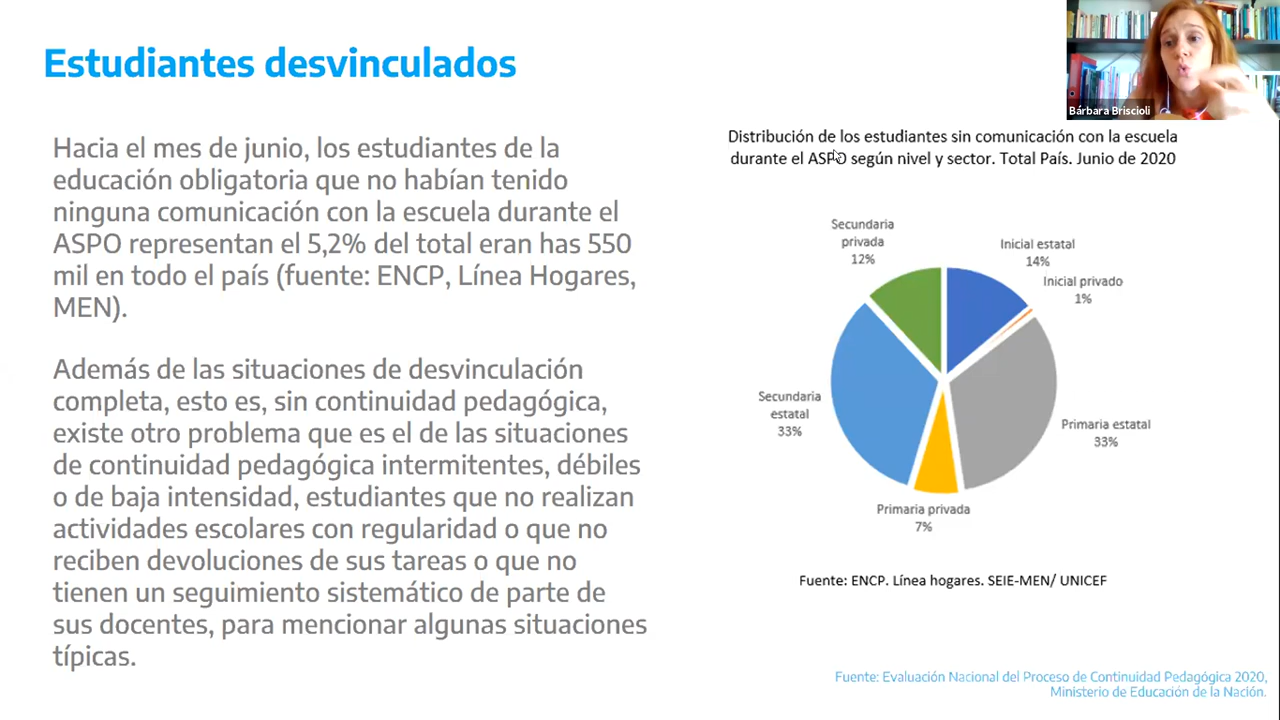 Estudiantes desvinculados
Bárbara Briscioli
Hacia el mes de junio, los estudiantes de la
educación obligatoria que no habían tenido
ninguna comunicación con la escuela durante el
ASPO representan el 5,2% del total eran has 550
mil en todo el país (fuente: ENCP, Línea Hogares,
MEN).
Además de las situaciones de desvinculación
completa, esto es, sin continuidad pedagógica,
existe otro problema que es el de las situaciones
de continuidad pedagógica intermitentes, débiles
o de baja intensidad, estudiantes que no realizan
actividades escolares con regularidad o que no
reciben devoluciones de sus tareas o que no
tienen un seguimiento sistemático de parte de
sus docentes, para mencionar algunas situaciones
típicas.
Distribución de los estudiantes sin comunicación con la escuela
durante el ASPO según nivel y sector. Total País. Junio de 2020
Secundaria
privada
12%
Inicial estatal
14%
Inicial privado
1%
Secundaria
estatal
33%
Primaria estatal
33%
Primaria privada
7%
Fuente: ENCP. Línea hogares. SEIE-MEN/ UNICEF
Fuente: Evaluación Nacional del Proceso de Continuidad Pedagógica 2020,
Ministerio de Educación de la Nación.